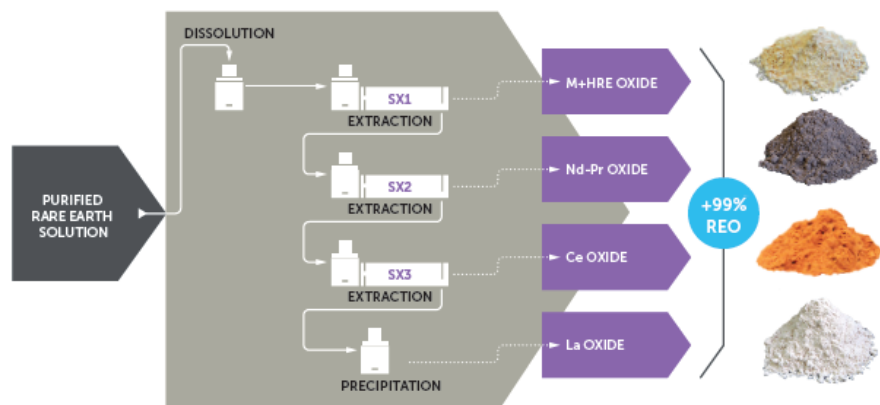 DISSOLUTION
SX1
EXTRACTION
M+HRE OXIDE
PURIFIED
RARE EARTH
SOLUTION
SX2
EXTRACTION
Nd-Pr OXIDE
+99%
REO
SX3
EXTRACTION
Ce OXIDE
PRECIPITATION
La OXIDE